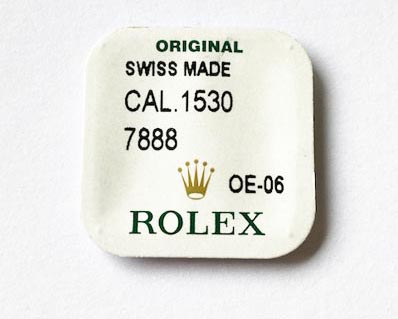 ORIGINAL
SWISS MADE
CAL.1530
7888
OE-06
ROLEX